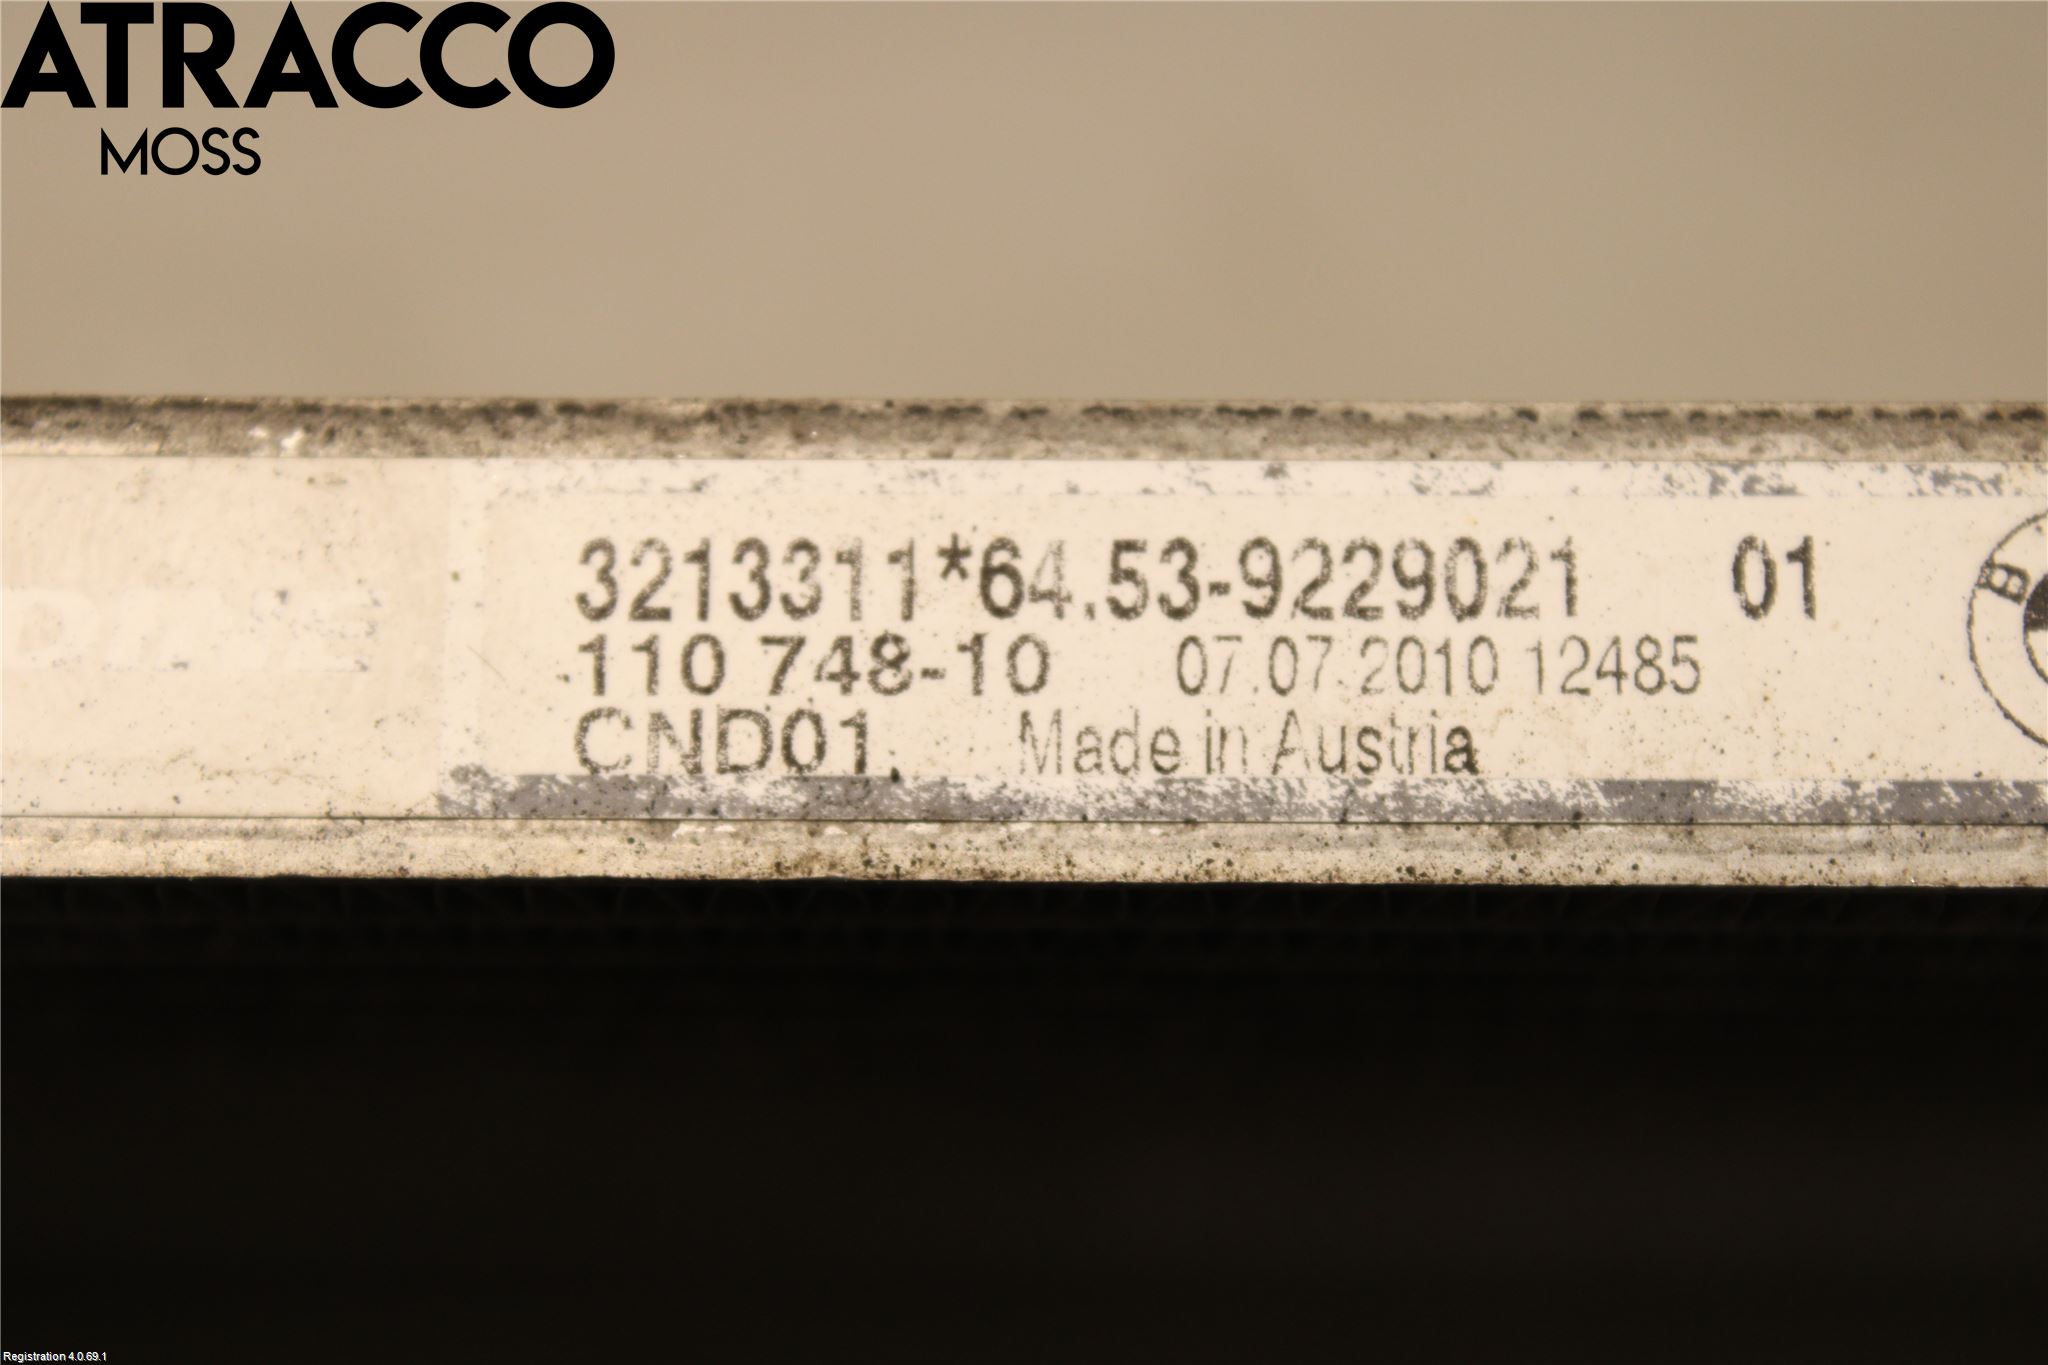 ATRACCO
MOSS
3213311*64.53-9229021 01
110 748-10 07.07.2010 12485
CND01. Made in Austria
B
Registration 4.0.69.1